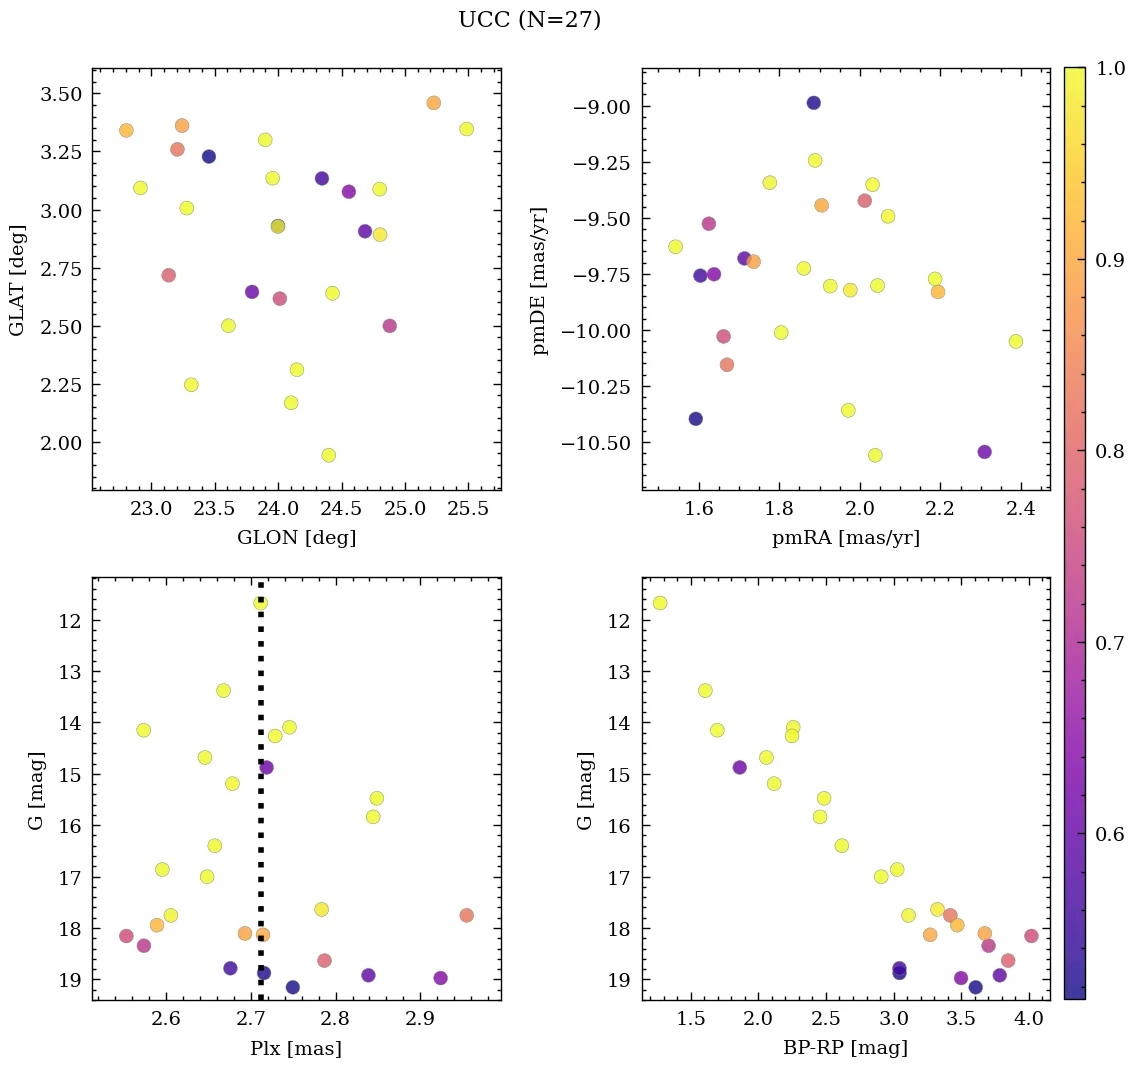 UCC (N=27)
3.50
3.25
3.00
2.75
2.50
2.25
2.00
GLAT [deg]
23.0 23.5 24.0 24.5 25.0 25.5
GLON [deg]
−9.00
−9.25
−9.50
−9.75
−10.00
−10.25
−10.50
pmDE [mas/yr]
1.6 1.8 2.0 2.2 2.4
pmRA [mas/yr]
12
13
14
15
16
17
18
19
G [mag]
2.6 2.7 2.8 2.9
Plx [mas]
12
13
14
15
16
17
18
19
G [mag]
1.5 2.0 2.5 3.0 3.5 4.0
BP-RP [mag]
1.0
0.9
0.8
0.7
0.6